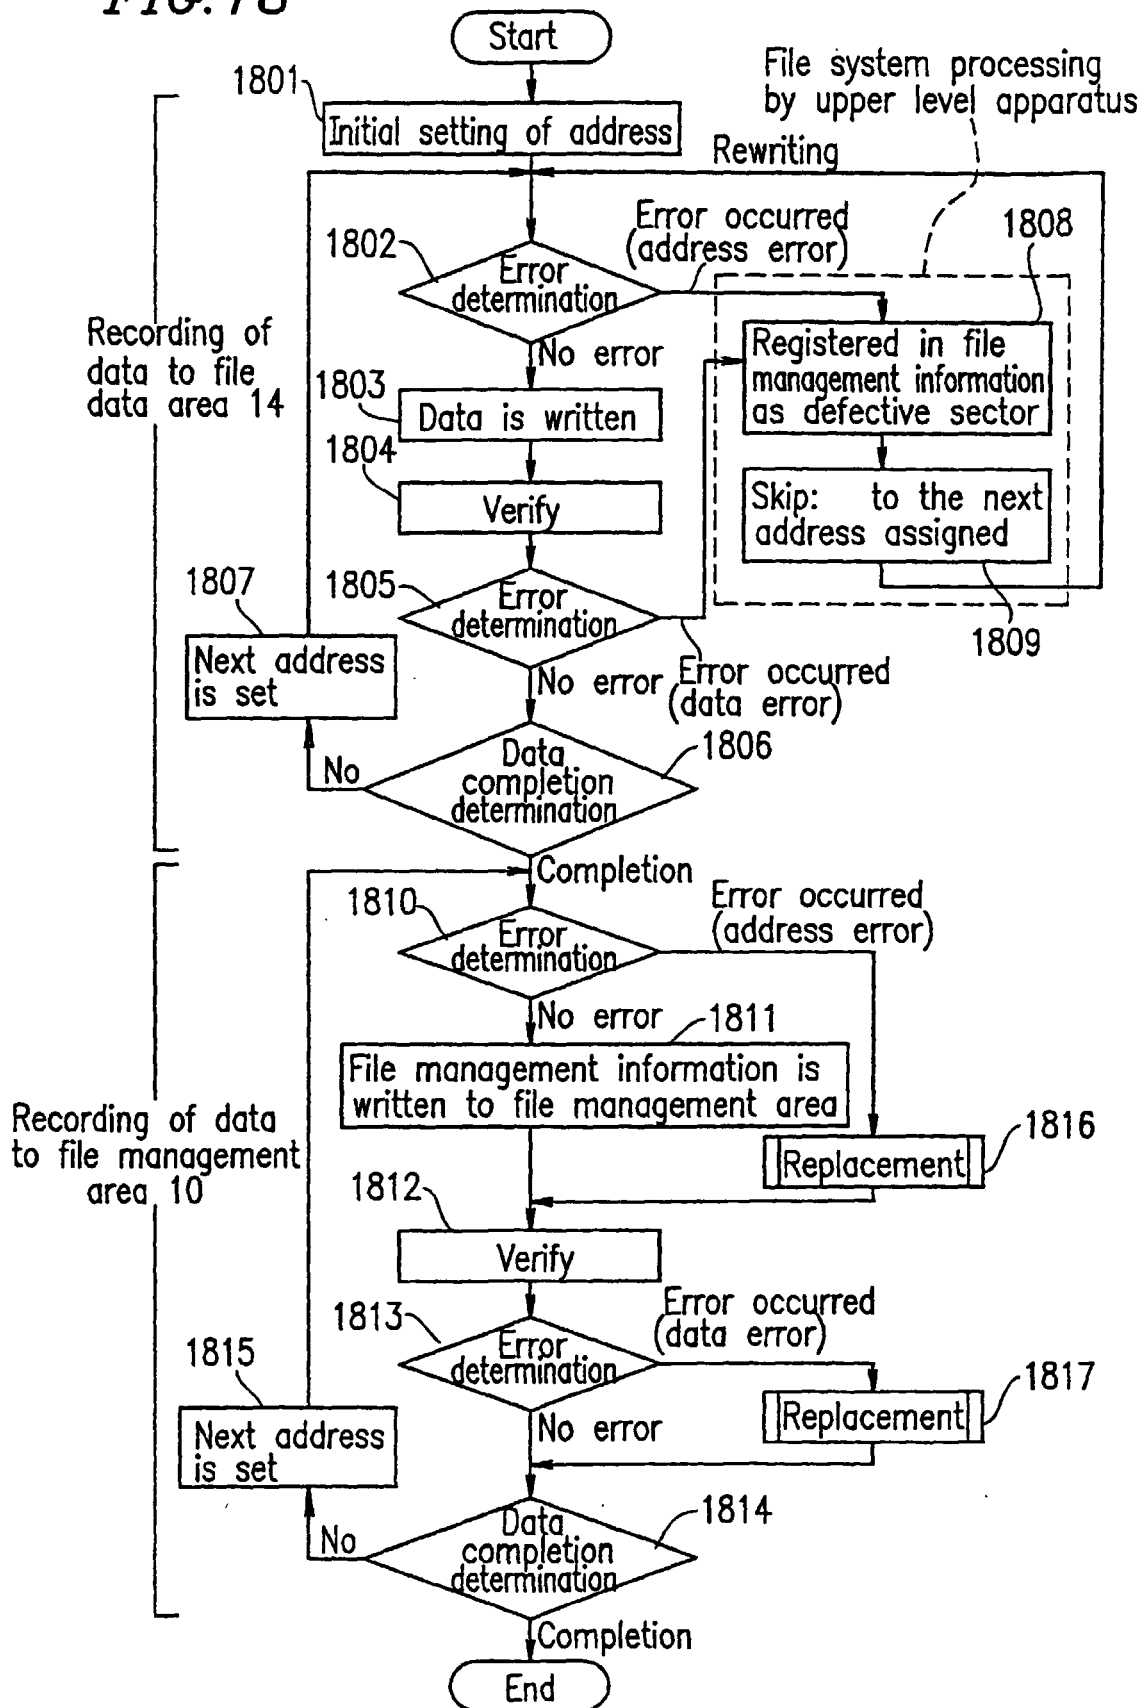 FIG. 18
Start
1801
Initial setting of address
File system processing
by upper level apparatus
Rewriting
1802
Error
determination
Error occurred
(address error)
1808
No error
Recording of
data to file
data area 14
1803
Data is written
Registered in file
management information
as defective sector
1804
Verify
Skip: to the next
address assigned
1805
Error
determination
1809
1807
Next address
is set
No error
Error occurred
(data error)
1806
Data
completion
determination
No
Completion
1810
Error
determination
Error occurred
(address error)
No error
1811
File management information is
written to file management area
Recording of data
to file management
area 10
1816
Replacement
1812
Verify
1813
Error
determination
Error occurred
(data error)
1815
Next address
is set
1817
Replacement
No error
1814
Data
completion
determination
No
Completion
End